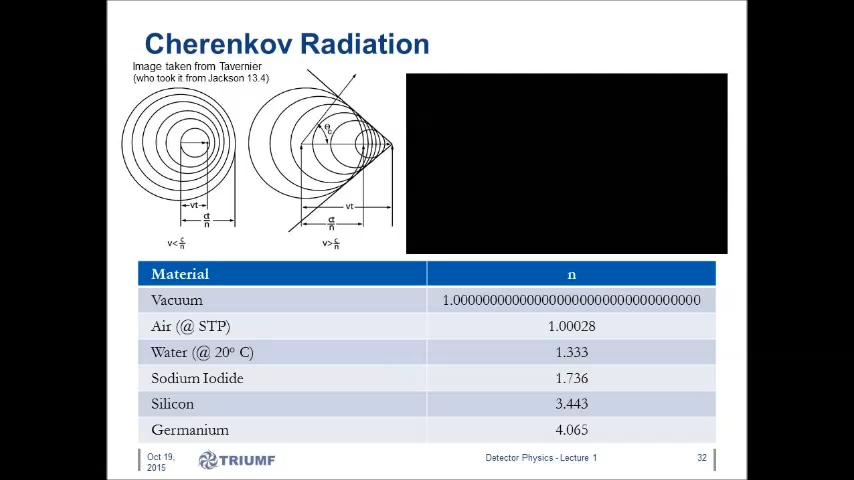 Cherenkov Radiation
Image taken from Tavernier
(who took it from Jackson 13.4)
θc
vt
ct
n
v< c/n
vt
ct
n
v> c/n
Material n
Vacuum 1.00000000000000000000000000000000
Air (@ STP) 1.00028
Water (@ 20° C) 1.333
Sodium Iodide 1.736
Silicon 3.443
Germanium 4.065
Oct 19,
2015
TRIUMF
Detector Physics - Lecture 1
32